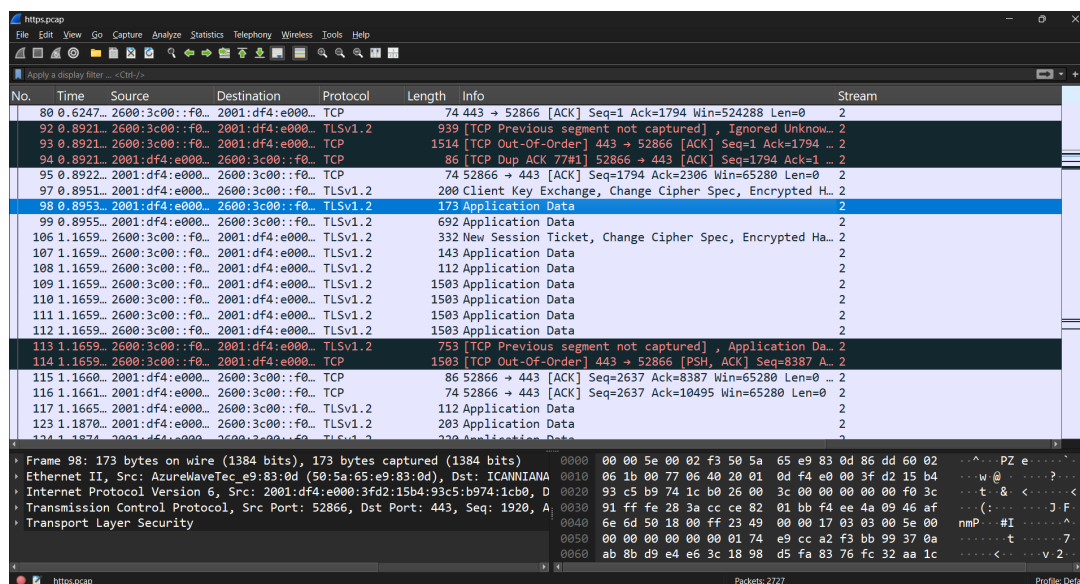 https.pcap
File Edit View Go Capture Analyze Statistics Telephony Wireless Tools Help
Apply a display filter ... <Ctrl-/>
No. Time Source Destination Protocol Length Info Stream
80 0.6247… 2600:3c00::f0… 2001:df4:e000… TCP 74 443 → 52866 [ACK] Seq=1 Ack=1794 Win=524288 Len=0 2
92 0.8921… 2600:3c00::f0… 2001:df4:e000… TLSv1.2 939 [TCP Previous segment not captured] , Ignored Unknow… 2
93 0.8921… 2600:3c00::f0… 2001:df4:e000… TCP 1514 [TCP Out-Of-Order] 443 → 52866 [ACK] Seq=1 Ack=1794 … 2
94 0.8921… 2001:df4:e000… 2600:3c00::f0… TCP 86 [TCP Dup ACK 77#1] 52866 → 443 [ACK] Seq=1794 Ack=1 … 2
95 0.8922… 2001:df4:e000… 2600:3c00::f0… TCP 74 52866 → 443 [ACK] Seq=1794 Ack=2306 Win=65280 Len=0 2
97 0.8951… 2001:df4:e000… 2600:3c00::f0… TLSv1.2 200 Client Key Exchange, Change Cipher Spec, Encrypted H… 2
98 0.8953… 2001:df4:e000… 2600:3c00::f0… TLSv1.2 173 Application Data 2
99 0.8955… 2001:df4:e000… 2600:3c00::f0… TLSv1.2 692 Application Data 2
106 1.1659… 2600:3c00::f0… 2001:df4:e000… TLSv1.2 332 New Session Ticket, Change Cipher Spec, Encrypted Ha… 2
107 1.1659… 2600:3c00::f0… 2001:df4:e000… TLSv1.2 143 Application Data 2
108 1.1659… 2600:3c00::f0… 2001:df4:e000… TLSv1.2 112 Application Data 2
109 1.1659… 2600:3c00::f0… 2001:df4:e000… TLSv1.2 1503 Application Data 2
110 1.1659… 2600:3c00::f0… 2001:df4:e000… TLSv1.2 1503 Application Data 2
111 1.1659… 2600:3c00::f0… 2001:df4:e000… TLSv1.2 1503 Application Data 2
112 1.1659… 2600:3c00::f0… 2001:df4:e000… TLSv1.2 1503 Application Data 2
113 1.1659… 2600:3c00::f0… 2001:df4:e000… TLSv1.2 753 [TCP Previous segment not captured] , Application Da… 2
114 1.1659… 2600:3c00::f0… 2001:df4:e000… TCP 1503 [TCP Out-Of-Order] 443 → 52866 [PSH, ACK] Seq=8387 A… 2
115 1.1660… 2001:df4:e000… 2600:3c00::f0… TCP 86 52866 → 443 [ACK] Seq=2637 Ack=8387 Win=65280 Len=0 … 2
116 1.1661… 2001:df4:e000… 2600:3c00::f0… TCP 74 52866 → 443 [ACK] Seq=2637 Ack=10495 Win=65280 Len=0 2
117 1.1665… 2001:df4:e000… 2600:3c00::f0… TLSv1.2 112 Application Data 2
123 1.1870… 2001:df4:e000… 2600:3c00::f0… TLSv1.2 203 Application Data 2
124 1.1874… 2001:df4:e000… 2600:3c00::f0… TLSv1.2 220 Application Data 2
Frame 98: 173 bytes on wire (1384 bits), 173 bytes captured (1384 bits)
Ethernet II, Src: AzureWaveTec_e9:83:0d (50:5a:65:e9:83:0d), Dst: ICANNIANA
Internet Protocol Version 6, Src: 2001:df4:e000:3fd2:15b4:93c5:b974:1cb0, D
Transmission Control Protocol, Src Port: 52866, Dst Port: 443, Seq: 1920, A
Transport Layer Security
0000 00 00 5e 00 02 f3 50 5a 65 e9 83 0d 86 dd 60 02 ··^···PZ e·····`·
0010 06 1b 00 77 06 40 20 01 0d f4 e0 00 3f d2 15 b4 ···w·@ · ····?···
0020 93 c5 b9 74 1c b0 26 00 3c 00 00 00 00 00 f0 3c ···t··&· <······<
0030 91 ff fe 28 3a cc ce 82 01 bb f4 ee 4a 09 46 af ···(:··· ····J·F·
0040 6e 6d 50 18 00 ff 23 49 00 00 17 03 03 00 5e 00 nmP···#I ······^·
0050 00 00 00 00 00 00 01 74 e9 cc a2 f3 bb 99 37 0a ·······t ······7·
0060 ab 8b d9 e4 e6 3c 18 98 d5 fa 83 76 fc 32 aa 1c ·····<·· ···v·2··
https.pcap
Packets: 2727
Profile: Defa